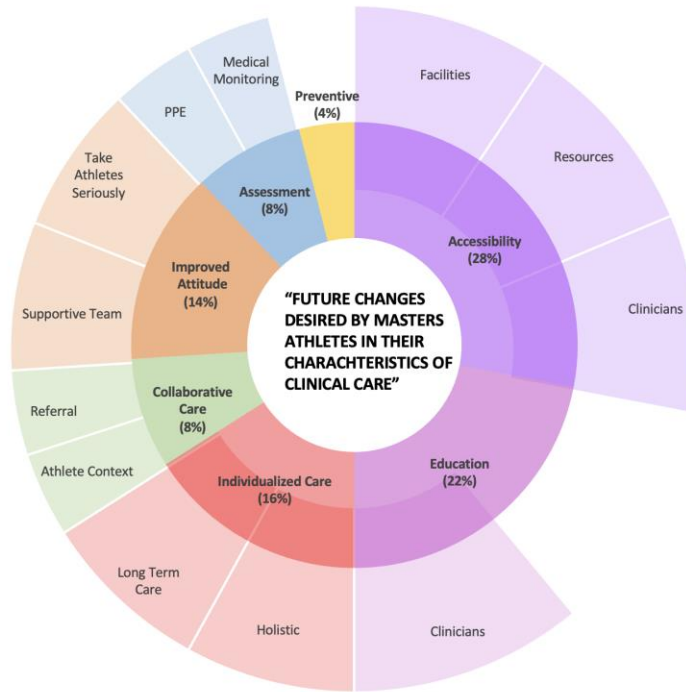 Medical
Monitoring
Facilities
Preventive
(4%)
PPE
Take
Athletes
Seriously
Resources
Assessment
(8%)
Accessibility
(28%)
Improved
Attitude
(14%)
Clinicians
Supportive Team
“FUTURE CHANGES
DESIRED BY MASTERS
ATHLETES IN THEIR
CHARACHTERISTICS OF
CLINICAL CARE”
Referral
Collaborative
Care
(8%)
Athlete Context
Education
(22%)
Individualized Care
(16%)
Long Term
Care
Holistic
Clinicians